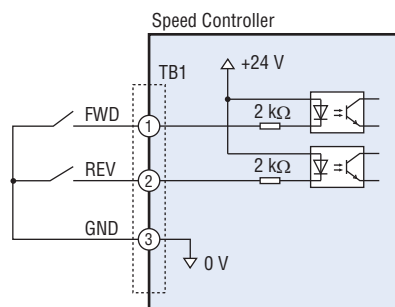 Speed Controller
TB1
+24 V
FWD
1
2 kΩ
REV
2
2 kΩ
GND
3
0 V